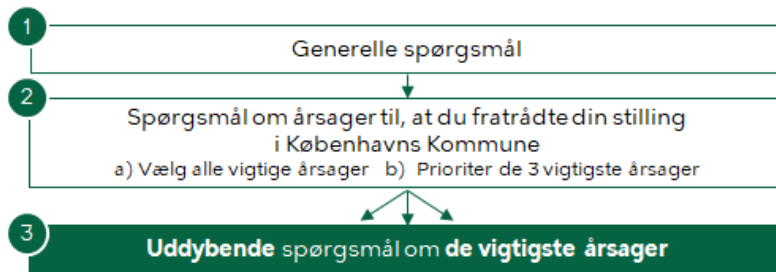 1
Generelle spørgsmål
2
Spørgsmål om årsager til, at du fratrådte din stilling
i Københavns Kommune
a) Vælg alle vigtige årsager b) Prioriter de 3 vigtigste årsager
3
Uddybende spørgsmål om de vigtigste årsager